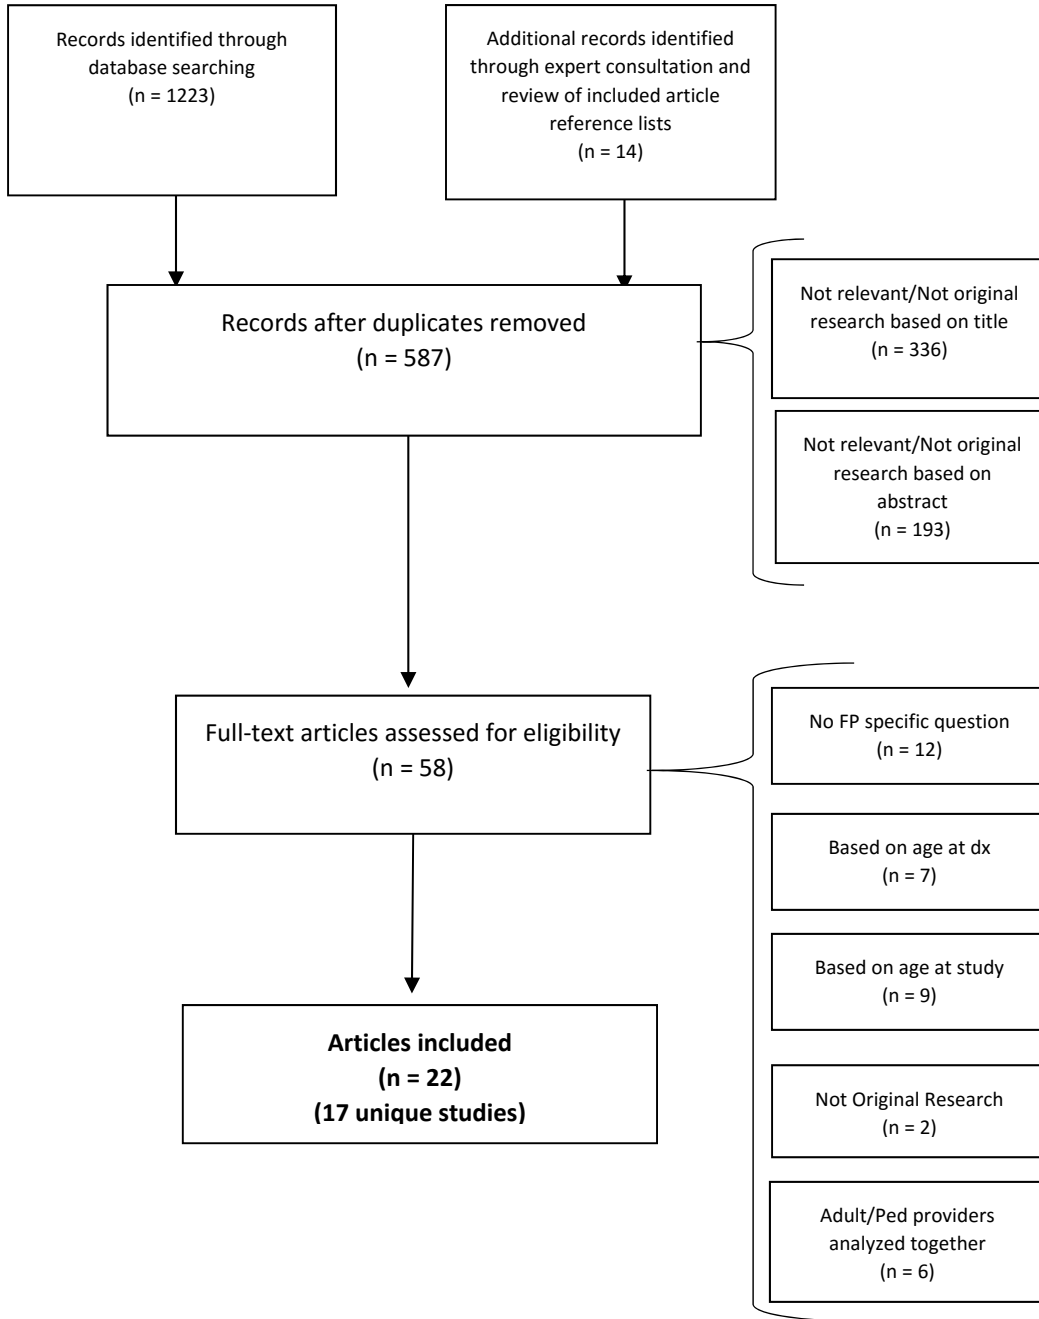 Records identified through
database searching
(n = 1223)
Additional records identified
through expert consultation and
review of included article
reference lists
(n = 14)
Records after duplicates removed
(n = 587)
Not relevant/Not original
research based on title
(n = 336)
Not relevant/Not original
research based on
abstract
(n = 193)
Full-text articles assessed for eligibility
(n = 58)
No FP specific question
(n = 12)
Based on age at dx
(n = 7)
Based on age at study
(n = 9)
Not Original Research
(n = 2)
Adult/Ped providers
analyzed together
(n = 6)
Articles included
(n = 22)
(17 unique studies)